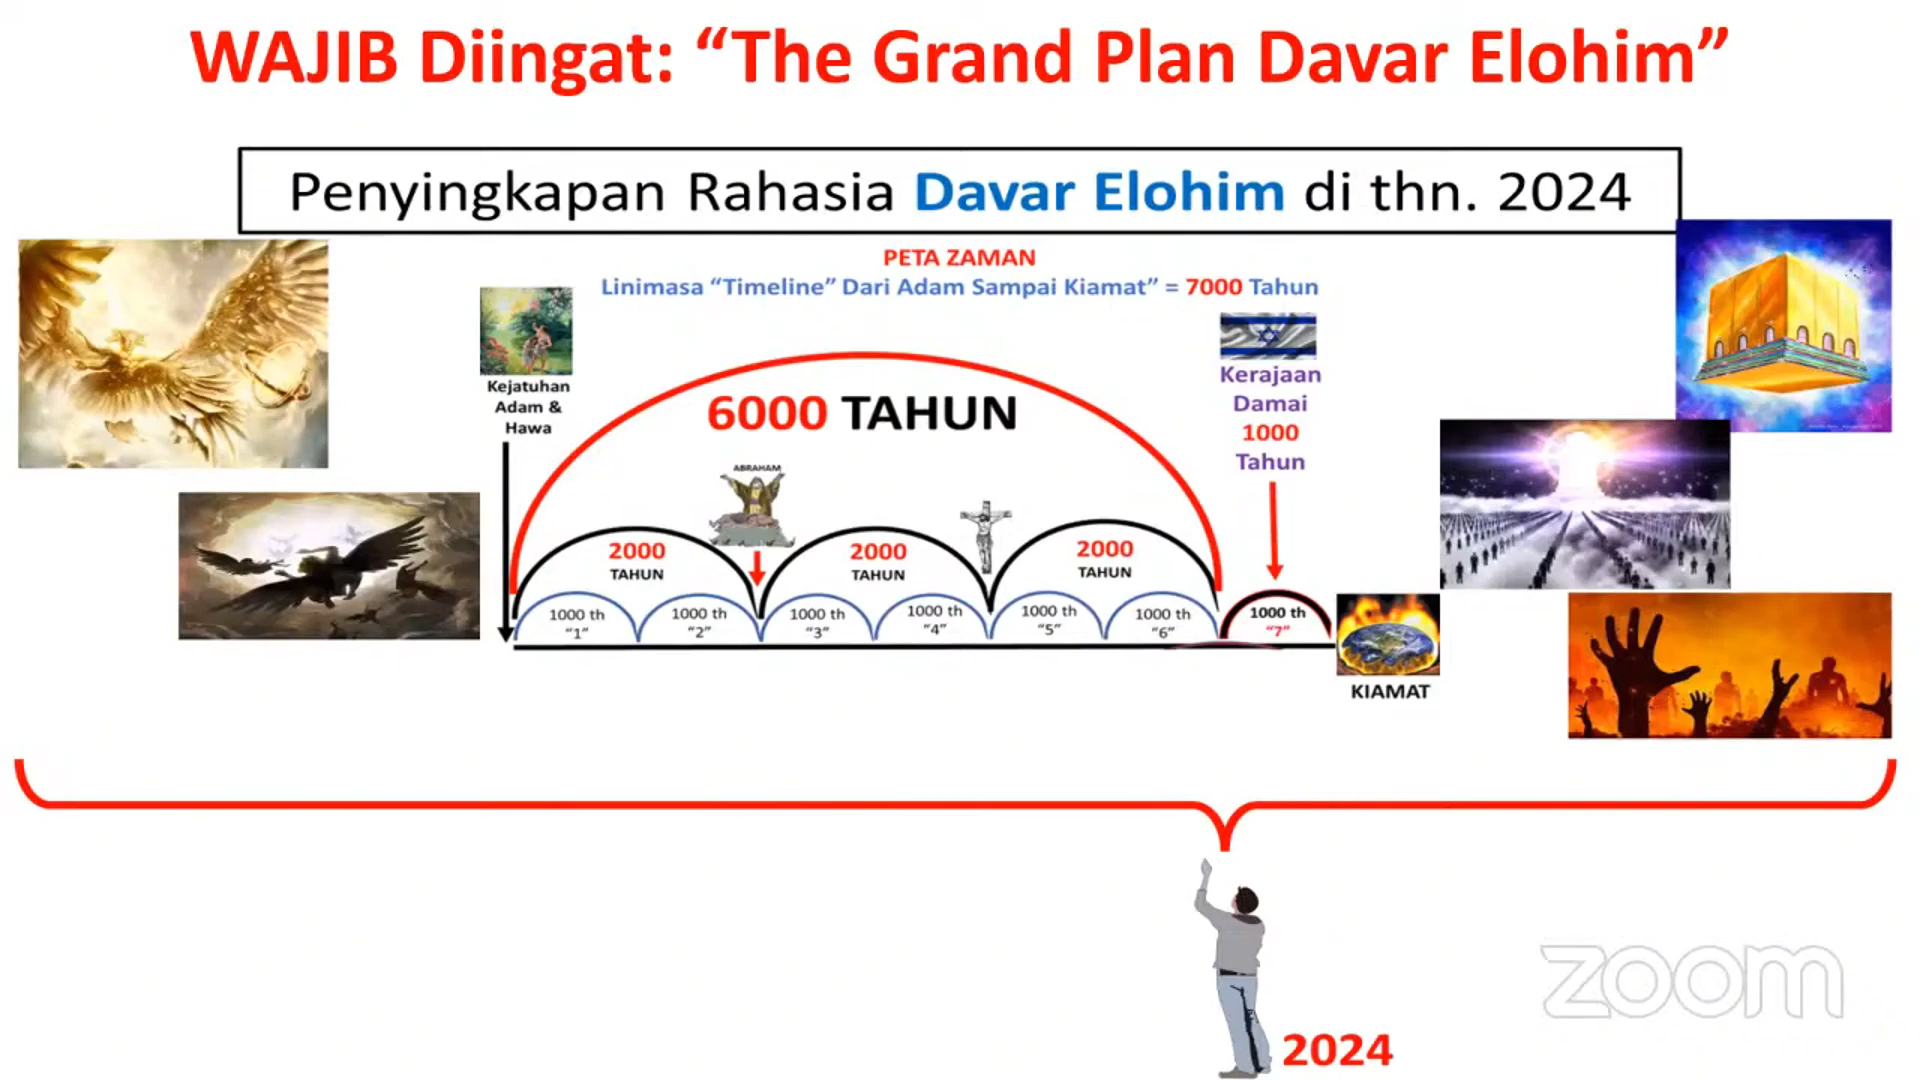 WAJIB Diingat: “The Grand Plan Davar Elohim”
Penyingkapan Rahasia Davar Elohim di thn. 2024
PETA ZAMAN
Linimasa “Timeline” Dari Adam Sampai Kiamat” = 7000 Tahun
Kejatuhan
Adam &
Hawa
6000 TAHUN
Kerajaan
Damai
1000
Tahun
ABRAHAM
2000
TAHUN
2000
TAHUN
2000
TAHUN
1000 th
“1”
1000 th
“2”
1000 th
“3”
1000 th
“4”
1000 th
“5”
1000 th
“6”
1000 th
“7”
KIAMAT
2024
zoom